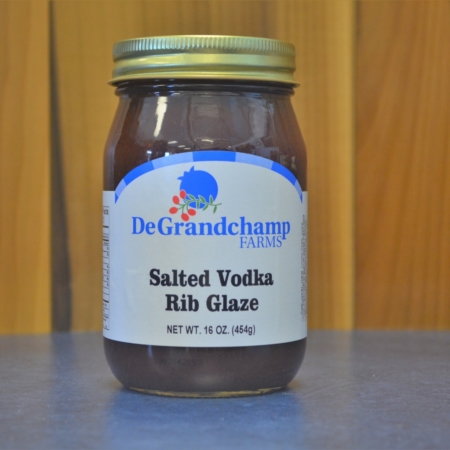 DeGrandchamp
FARMS
Salted Vodka
Rib Glaze
NET WT. 16 OZ. (454g)